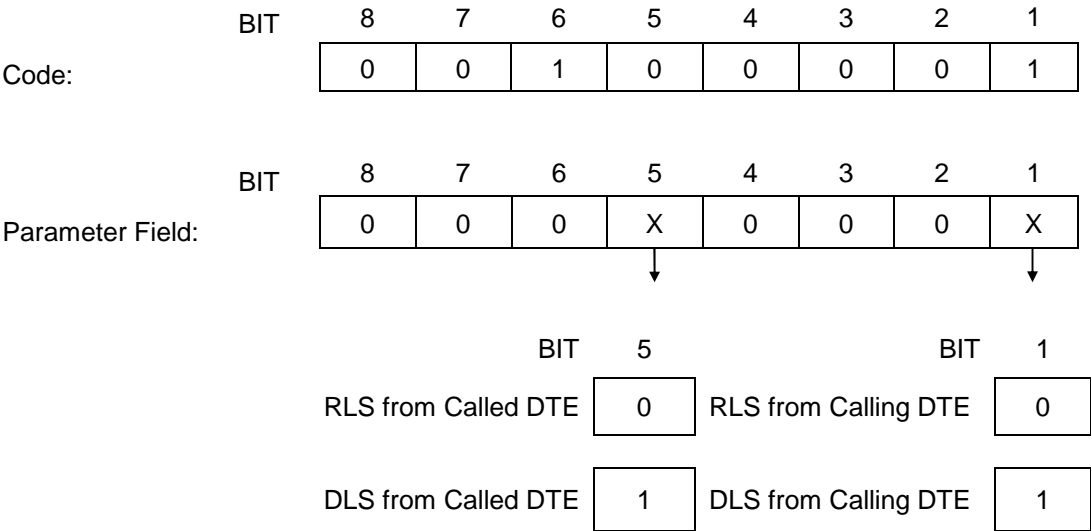 BIT 8 7 6 5 4 3 2 1
Code: 0 0 1 0 0 0 0 1
BIT 8 7 6 5 4 3 2 1
Parameter Field: 0 0 0 X 0 0 0 X
BIT 5 BIT 1
RLS from Called DTE 0 RLS from Calling DTE 0
DLS from Called DTE 1 DLS from Calling DTE 1